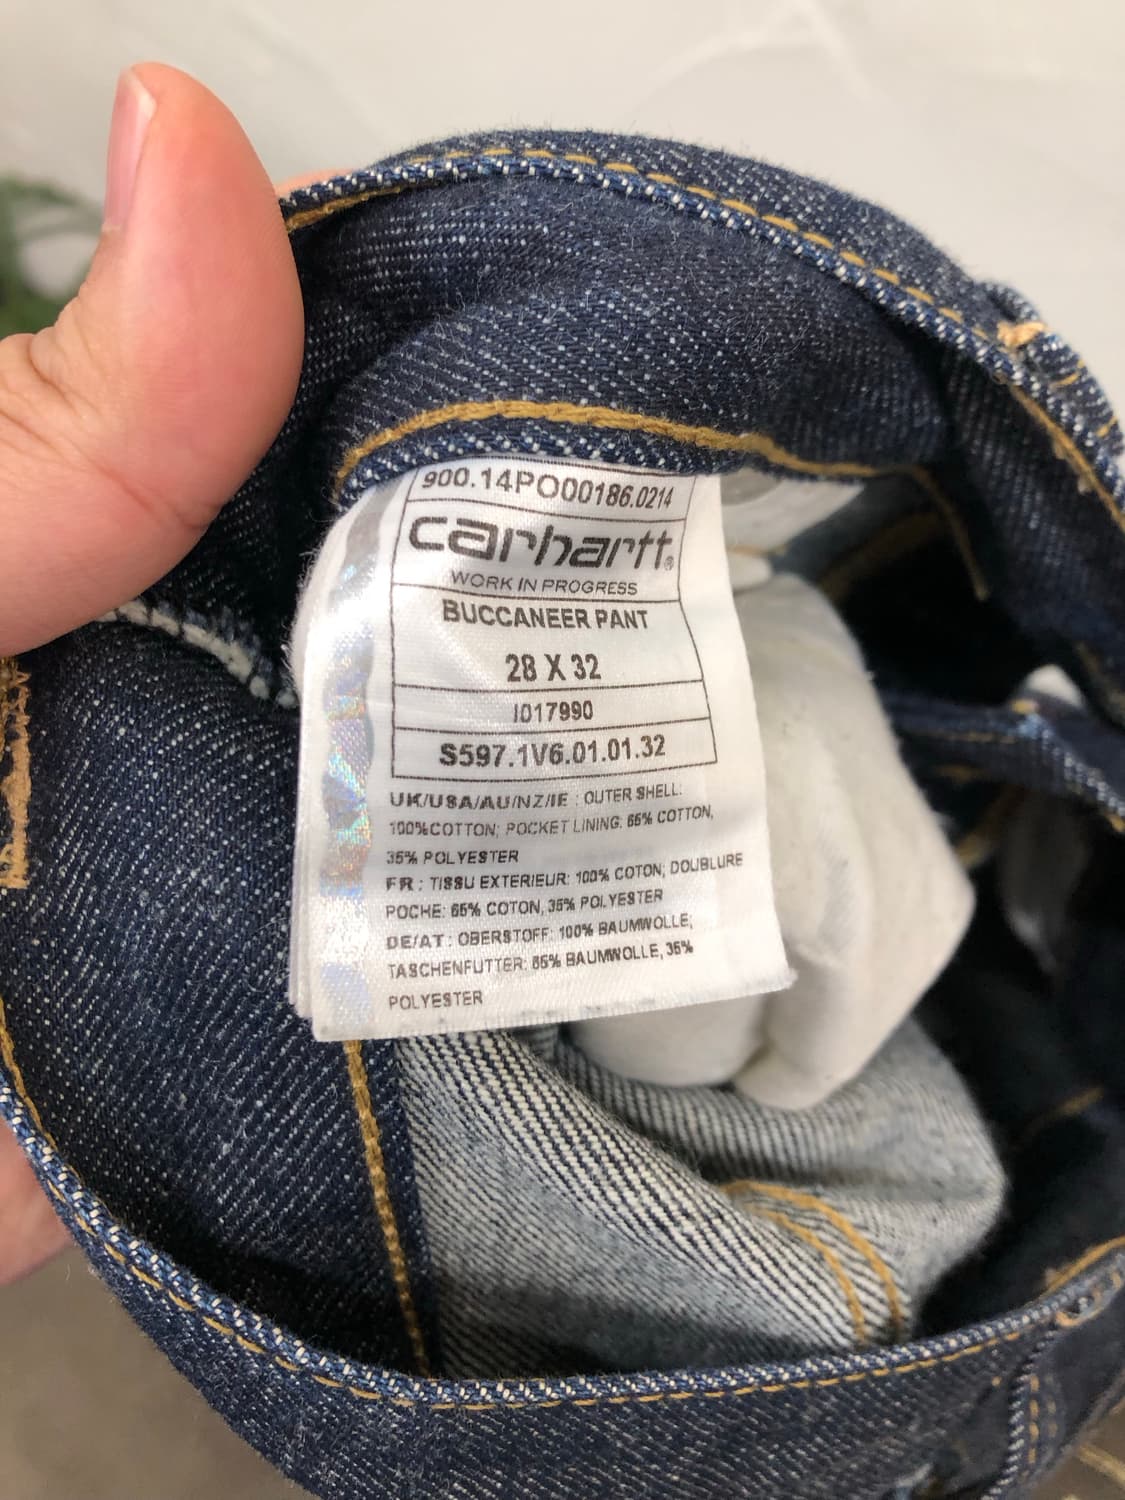 900.14PO00186.0214
carhartt®
WORK IN PROGRESS
BUCCANEER PANT
28 X 32
I017990
S597.1V6.01.01.32
UK/USA/AU/NZ/IE : OUTER SHELL:
100%COTTON; POCKET LINING: 65% COTTON,
35% POLYESTER
FR : TISSU EXTERIEUR: 100% COTON; DOUBLURE
POCHE: 65% COTON, 35% POLYESTER
DE/AT : OBERSTOFF: 100% BAUMWOLLE;
TASCHENFUTTER: 65% BAUMWOLLE, 35%
POLYESTER